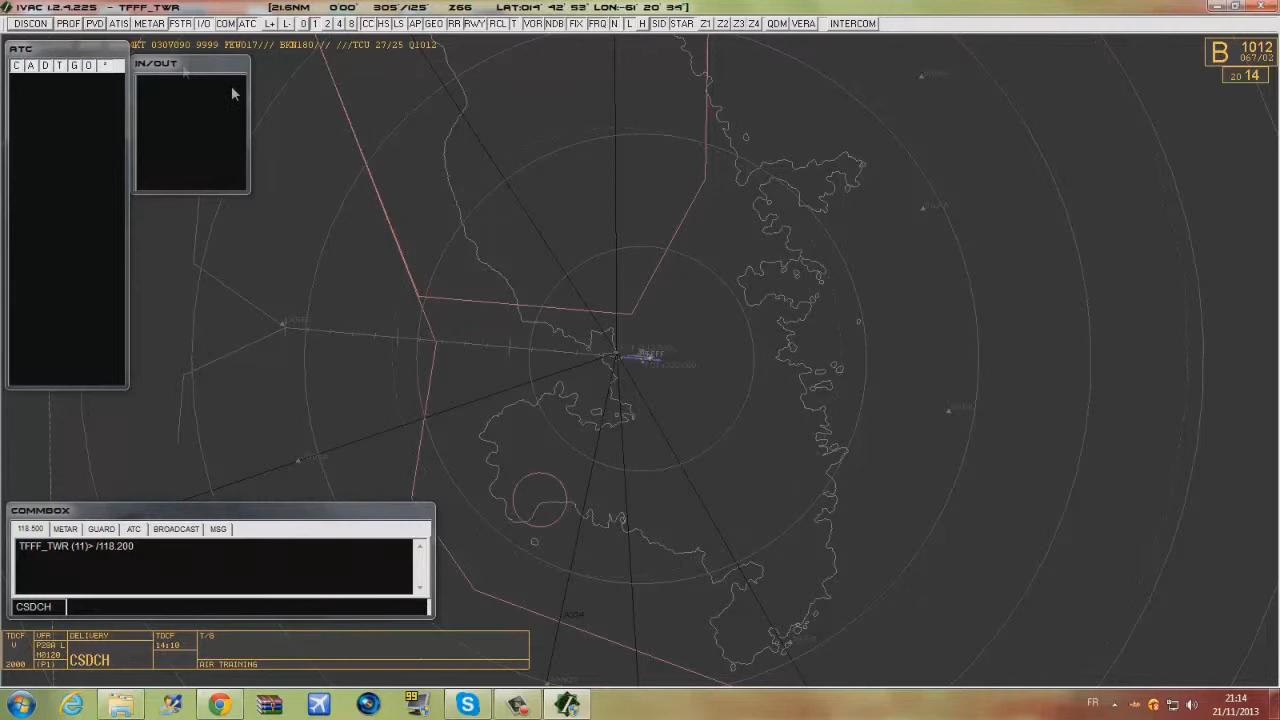 IVAC 1.2.4.225 - TFFF_TWR [21.6NM 0'00' 305°/125° Z66 LAT:014° 42' 53' LON:-61° 20' 34']
DISCON PROF PVD ATIS METAR FSTR I/O COM ATC L+ L- 0 1 2 4 8 CC HS LS AP GEO RR RWY RCL T VOR NDB FIX FRQ N L H SID STAR Z1 Z2 Z3 Z4 QDM VERA INTERCOM
KT 030V090 9999 FEW017/// BKN180/// ///TCU 27/25 Q1012
B 1012
067/02
20 14
ATC
C A D T G O *
IN/OUT
TFFF
COMMBOX
118.500 METAR GUARD ATC BROADCAST MSG
TFFF_TWR (11)> /118.200
CSDCH
TDCF VFR DELIVERY TDCF T/G
V P28A L 14:10
N0120 CSDCH
2000 (P1) AIR TRAINING
99
FR
21:14
21/11/2013